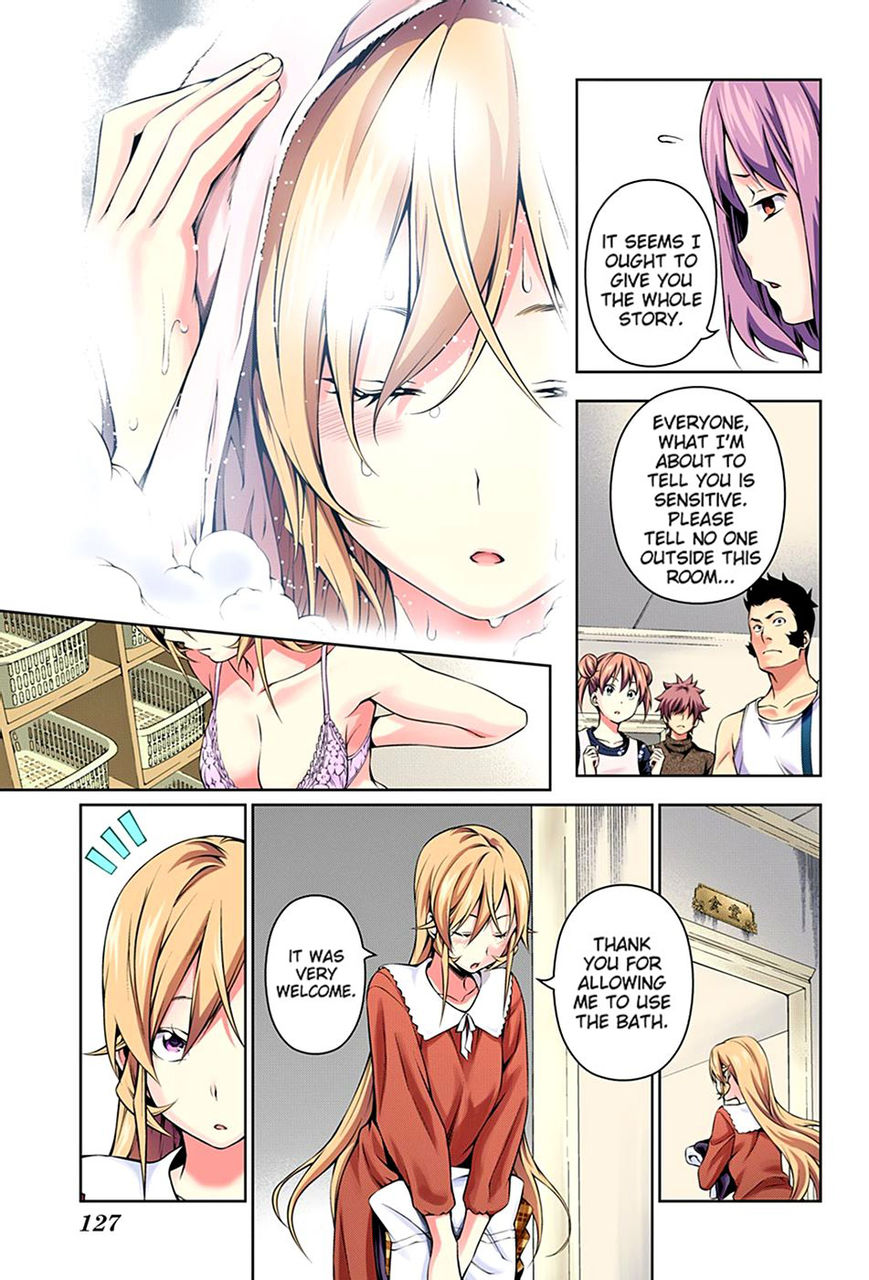 IT SEEMS I
OUGHT TO
GIVE YOU
THE WHOLE
STORY.
EVERYONE,
WHAT I'M
ABOUT TO
TELL YOU IS
SENSITIVE.
PLEASE
TELL NO ONE
OUTSIDE THIS
ROOM...
食堂
THANK
YOU FOR
ALLOWING
ME TO USE
THE BATH.
IT WAS
VERY
WELCOME.
127